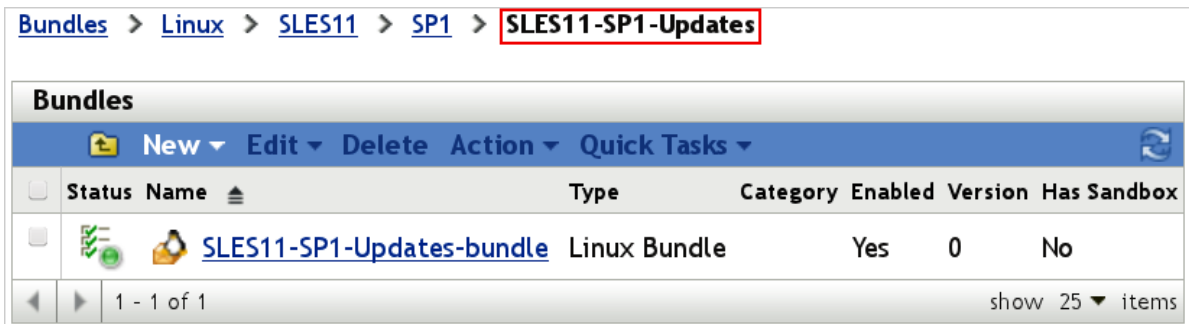 Bundles > Linux > SLES11 > SP1 > SLES11-SP1-Updates
Bundles
New Edit Delete Action Quick Tasks
Status Name Type Category Enabled Version Has Sandbox
SLES11-SP1-Updates-bundle Linux Bundle Yes 0 No
1 - 1 of 1 show 25 items